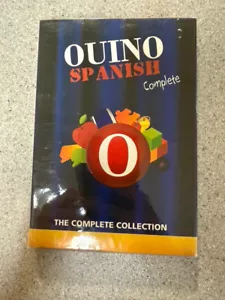 OUINO
SPANISH
Complete
O
THE COMPLETE COLLECTION